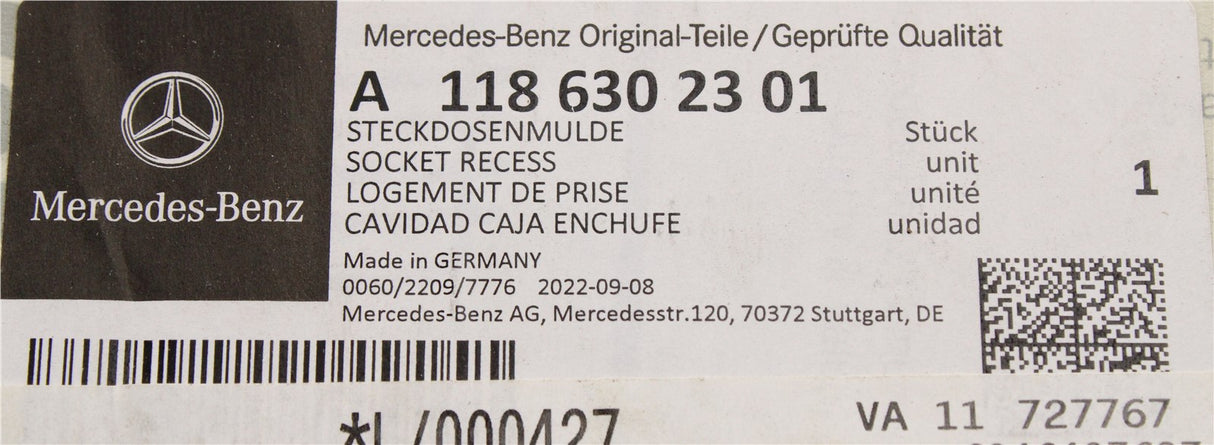 Mercedes-Benz Original-Teile/Geprüfte Qualität
A 118 630 23 01
STECKDOSENMULDE Stück
SOCKET RECESS unit
LOGEMENT DE PRISE unité
CAVIDAD CAJA ENCHUFE unidad
1
Mercedes-Benz
Made in GERMANY
0060/2209/7776 2022-09-08
Mercedes-Benz AG, Mercedesstr.120, 70372 Stuttgart, DE
VA 11 727767